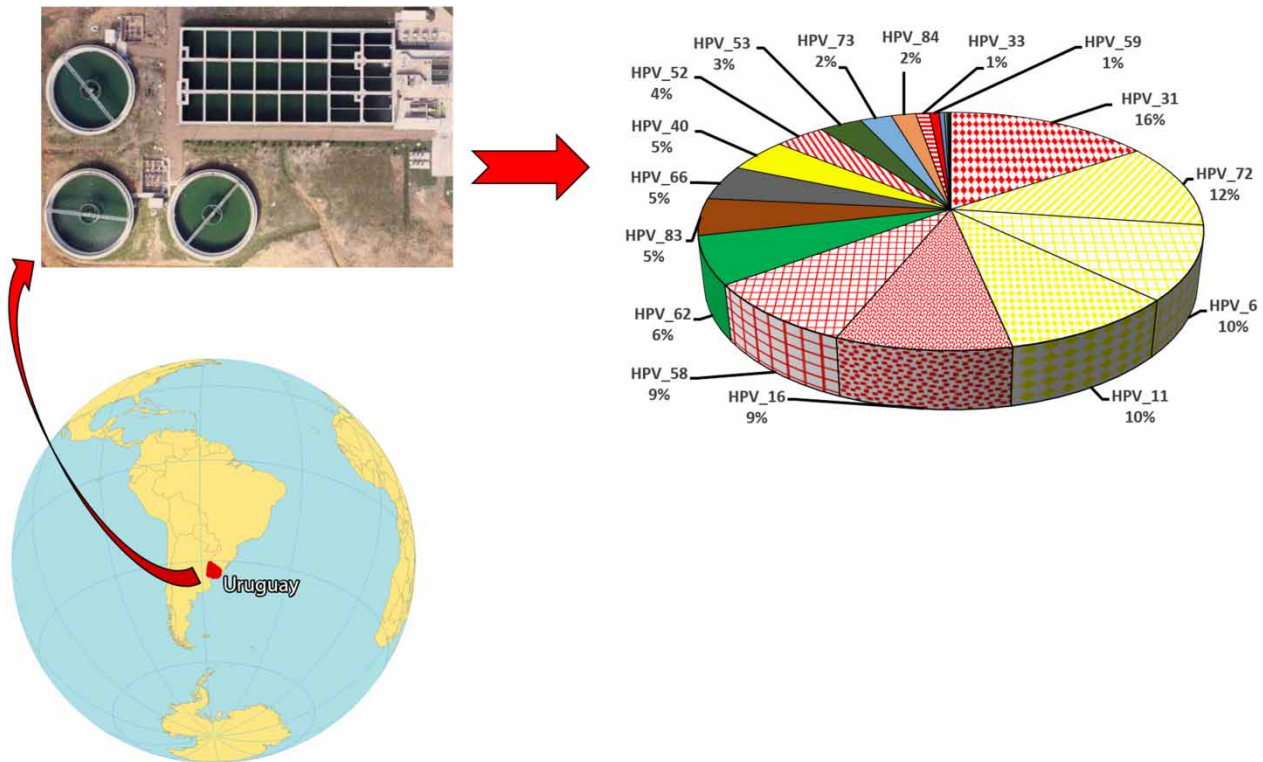 HPV_53
3%
HPV_73
2%
HPV_84
2%
HPV_33
1%
HPV_59
1%
HPV_52
4%
HPV_31
16%
HPV_40
5%
HPV_72
12%
HPV_66
5%
HPV_83
5%
HPV_62
6%
HPV_6
10%
HPV_58
9%
HPV_16
9%
HPV_11
10%
Uruguay